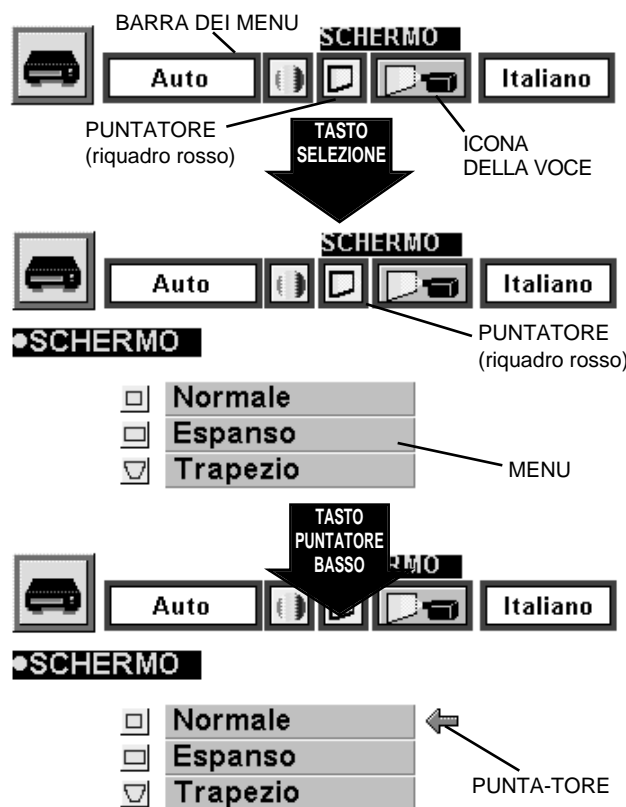 BARRA DEI MENU
SCHERMO
Auto
Italiano
PUNTATORE
(riquadro rosso)
TASTO
SELEZIONE
ICONA
DELLA VOCE
SCHERMO
Auto
Italiano
PUNTATORE
(riquadro rosso)
●SCHERMO
Normale
Espanso
Trapezio
MENU
TASTO
PUNTATORE
BASSO
RMO
Auto
Italiano
●SCHERMO
Normale
Espanso
Trapezio
PUNTA-TORE